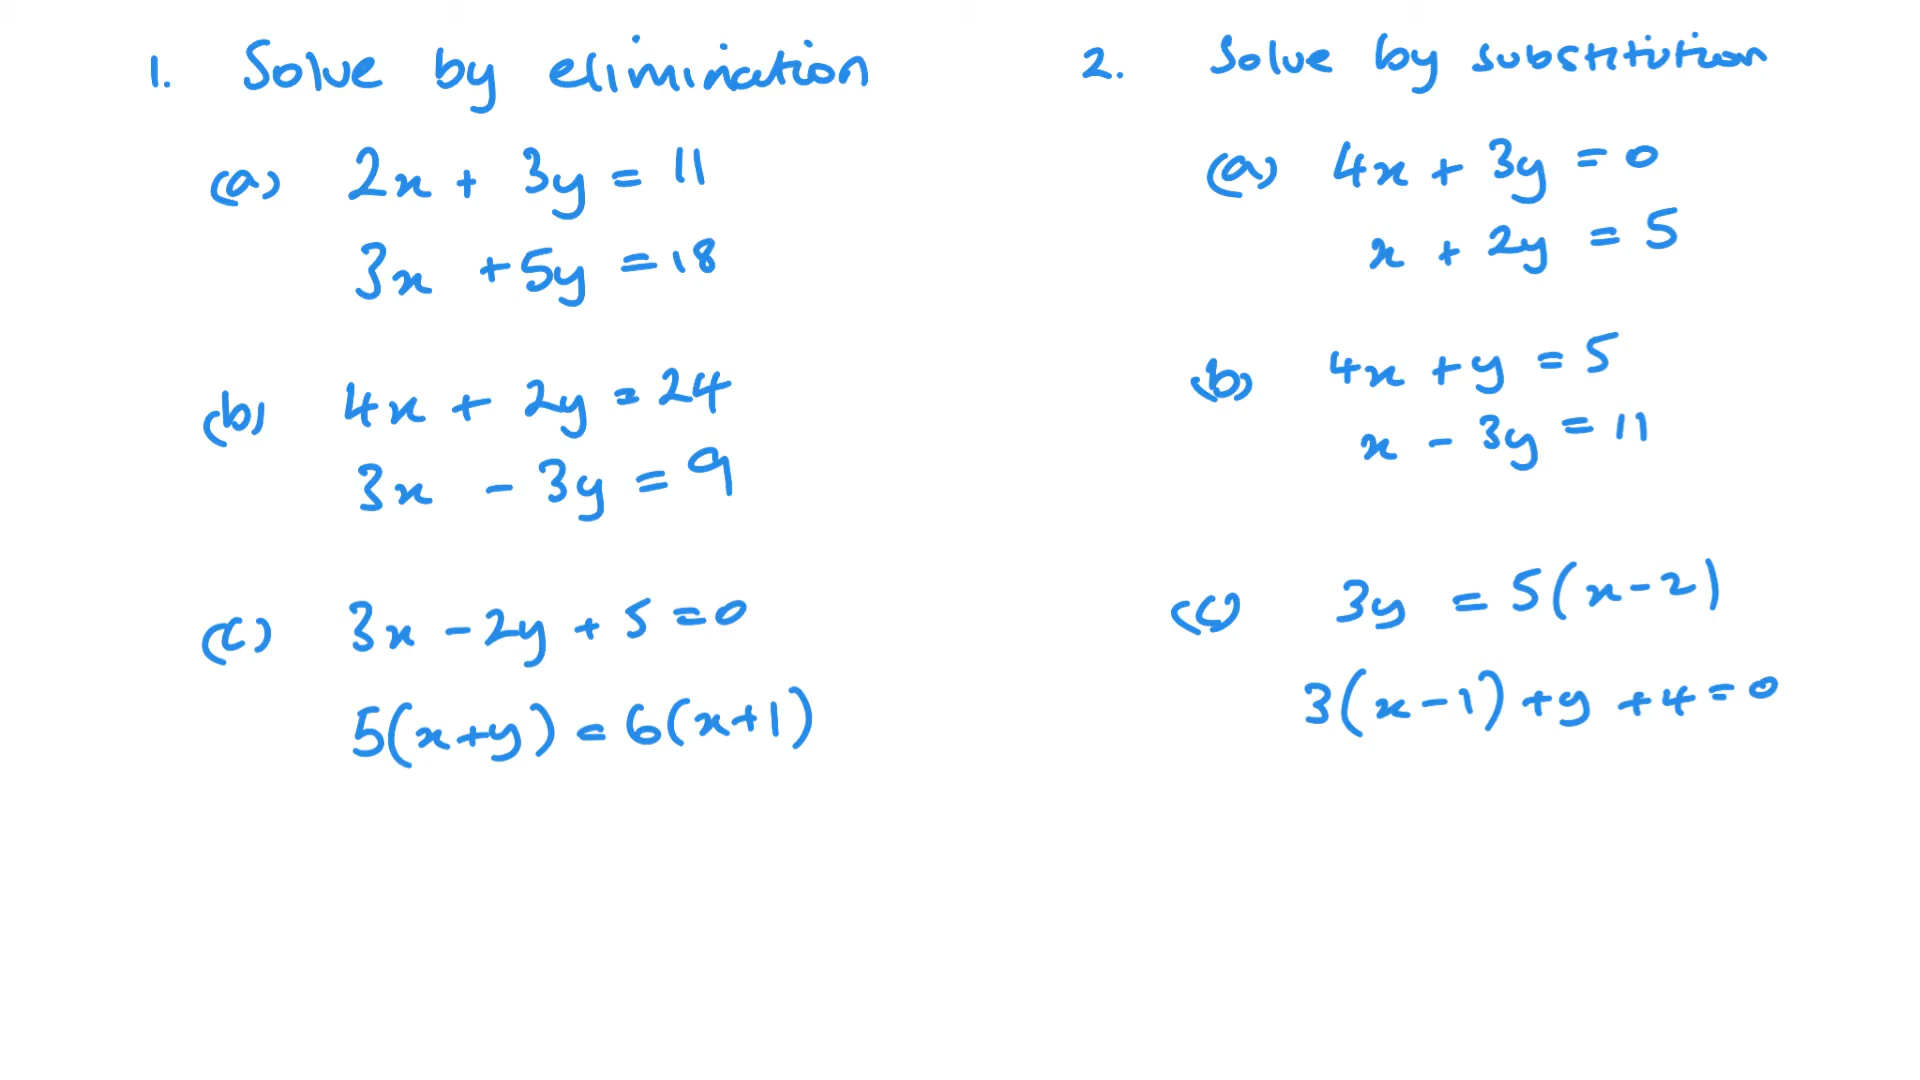 1. Solve by elimination
(a) 2x + 3y = 11
3x + 5y = 18
(b) 4x + 2y = 24
3x - 3y = 9
(c) 3x - 2y + 5 = 0
5(x+y) = 6(x+1)
2. Solve by substitution
(a) 4x + 3y = 0
x + 2y = 5
(b) 4x + y = 5
x - 3y = 11
(c) 3y = 5(x-2)
3(x-1) + y + 4 = 0